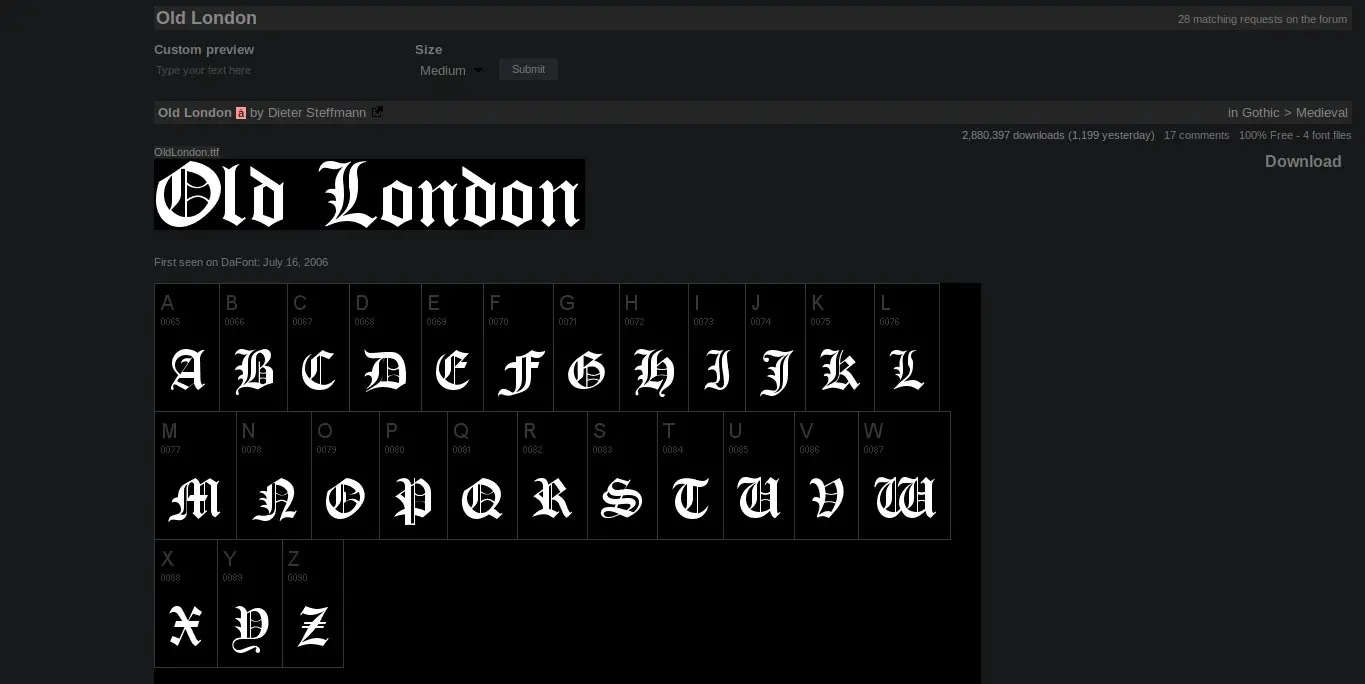 Old London
28 matching requests on the forum
Custom preview
Size
Type your text here
Medium
Submit
Old London à by Dieter Steffmann
in Gothic > Medieval
2,880,397 downloads (1,199 yesterday) 17 comments 100% Free - 4 font files
OldLondon.ttf
Download
Old London
First seen on DaFont: July 16, 2006
A B C D E F G H I J K L
0065 0066 0067 0068 0069 0070 0071 0072 0073 0074 0075 0076
A B C D E F G H I J K L
M N O P Q R S T U V W
0077 0078 0079 0080 0081 0082 0083 0084 0085 0086 0087
M N O P Q R S T U V W
X Y Z
0088 0089 0090
X Y Z